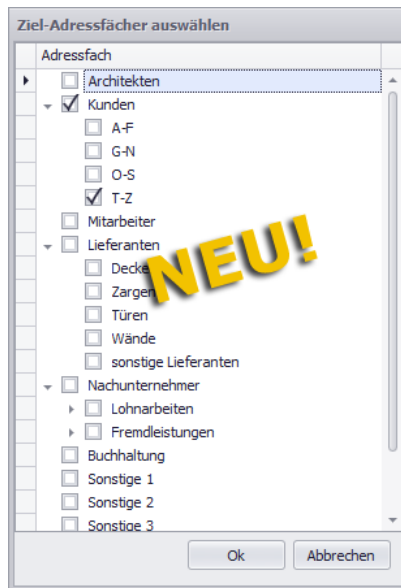 Ziel-Adressfächer auswählen
Adressfach
Architekten
Kunden
A-F
G-N
O-S
T-Z
Mitarbeiter
Lieferanten
Decke
Zargen
Türen
Wände
sonstige Lieferanten
Nachunternehmer
Lohnarbeiten
Fremdleistungen
Buchhaltung
Sonstige 1
Sonstige 2
Sonstige 3
NEU!
Ok
Abbrechen